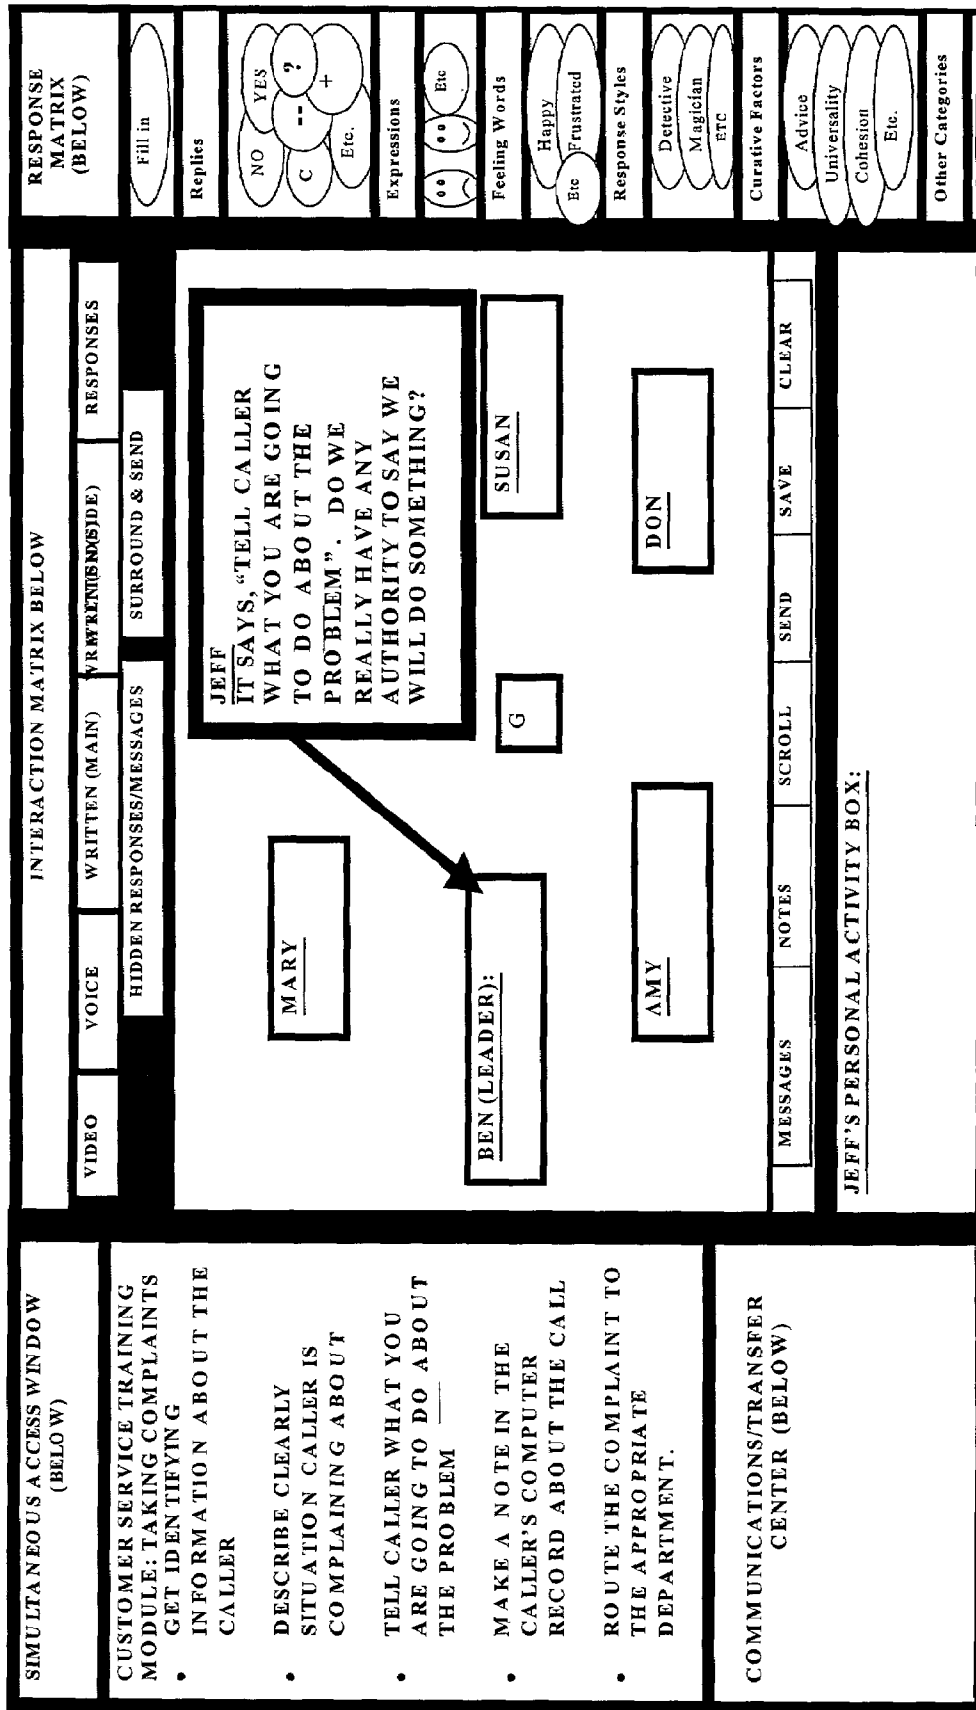 SIMULTANEOUS ACCESS WINDOW
(BELOW)
CUSTOMER SERVICE TRAINING
MODULE: TAKING COMPLAINTS
• GET IDENTIFYING
INFORMATION ABOUT THE
CALLER
• DESCRIBE CLEARLY
SITUATION CALLER IS
COMPLAINING ABOUT
• TELL CALLER WHAT YOU
ARE GOING TO DO ABOUT
THE PROBLEM
• MAKE A NOTE IN THE
CALLER'S COMPUTER
RECORD ABOUT THE CALL
• ROUTE THE COMPLAINT TO
THE APPROPRIATE
DEPARTMENT.
COMMUNICATIONS/TRANSFER
CENTER (BELOW)
INTERACTION MATRIX BELOW
VIDEO
VOICE
WRITTEN (MAIN)
RESPONSES
HIDDEN RESPONSES/MESSAGES
SURROUND & SEND
MARY
JEFF
IT SAYS, “TELL CALLER
WHAT YOU ARE GOING
TO DO ABOUT THE
PROBLEM”. DO WE
REALLY HAVE ANY
AUTHORITY TO SAY WE
WILL DO SOMETHING?
BEN (LEADER):
G
SUSAN
AMY
DON
MESSAGES
NOTES
SCROLL
SEND
SAVE
CLEAR
JEFF'S PERSONAL ACTIVITY BOX:
RESPONSE
MATRIX
(BELOW)
Fill in
Replies
NO
YES
C
--
?
+
Etc.
Expressions
Etc
Feeling Words
Happy
Frustrated
Etc
Response Styles
Detective
Magician
ETC
Curative Factors
Advice
Universality
Cohesion
Etc.
Other Categories